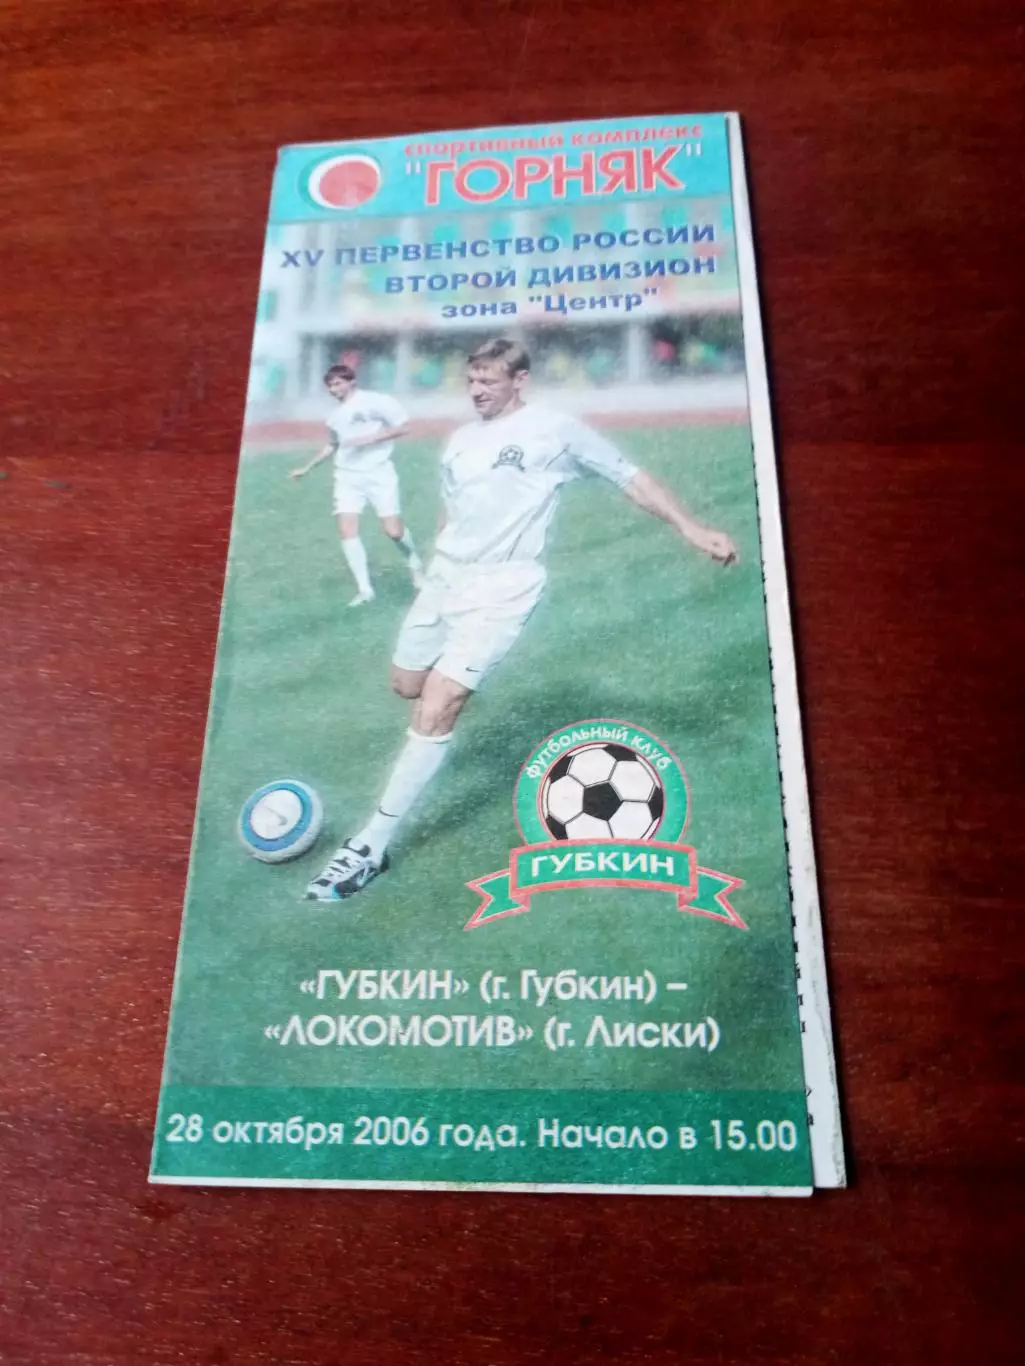 спортивный комплекс
"ГОРНЯК"
XV ПЕРВЕНСТВО РОССИИ
ВТОРОЙ ДИВИЗИОН
зона "Центр"
футбольный клуб
ГУБКИН
«ГУБКИН» (г. Губкин) –
«ЛОКОМОТИВ» (г. Лиски)
28 октября 2006 года. Начало в 15.00